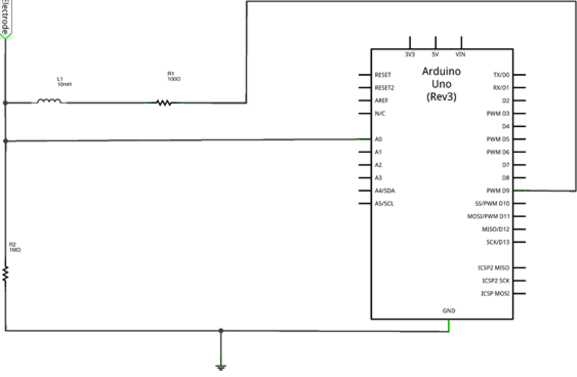 Electrode
L1
10mH
R1
100Ω
R2
1MΩ
3V3
5V
VIN
Arduino
Uno
(Rev3)
RESET
RESET2
AREF
N/C
A0
A1
A2
A3
A4/SDA
A5/SCL
TX/D0
RX/D1
D2
PWM D3
D4
PWM D5
PWM D6
D7
D8
PWM D9
SS/PWM D10
MOSI/PWM D11
MISO/D12
SCK/D13
ICSP2 MISO
ICSP2 SCK
ICSP MOSI
GND